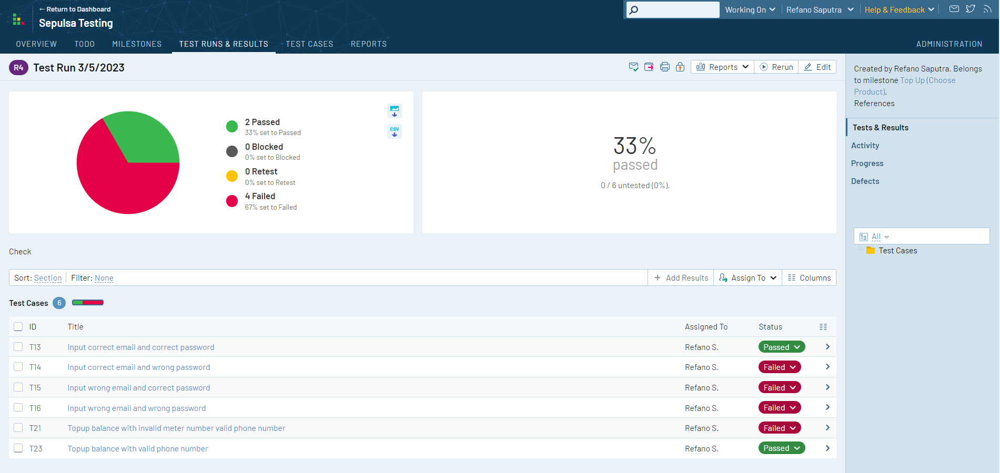 ← Return to Dashboard
Sepulsa Testing
Working On
Refano Saputra
Help & Feedback
OVERVIEW
TODO
MILESTONES
TEST RUNS & RESULTS
TEST CASES
REPORTS
ADMINISTRATION
R4
Test Run 3/5/2023
Reports
Rerun
Edit
2 Passed
33% set to Passed
0 Blocked
0% set to Blocked
0 Retest
0% set to Retest
4 Failed
67% set to Failed
CSV
33%
passed
0 / 6 untested (0%).
Check
Sort: Section
Filter: None
Add Results
Assign To
Columns
Test Cases 6
ID Title Assigned To Status
T13 Input correct email and correct password Refano S. Passed
T14 Input correct email and wrong password Refano S. Failed
T15 Input wrong email and correct password Refano S. Failed
T16 Input wrong email and wrong password Refano S. Failed
T21 Topup balance with invalid meter number valid phone number Refano S. Failed
T23 Topup balance with valid phone number Refano S. Passed
Created by Refano Saputra. Belongs
to milestone Top Up (Choose
Product).
References
Tests & Results
Activity
Progress
Defects
All
Test Cases